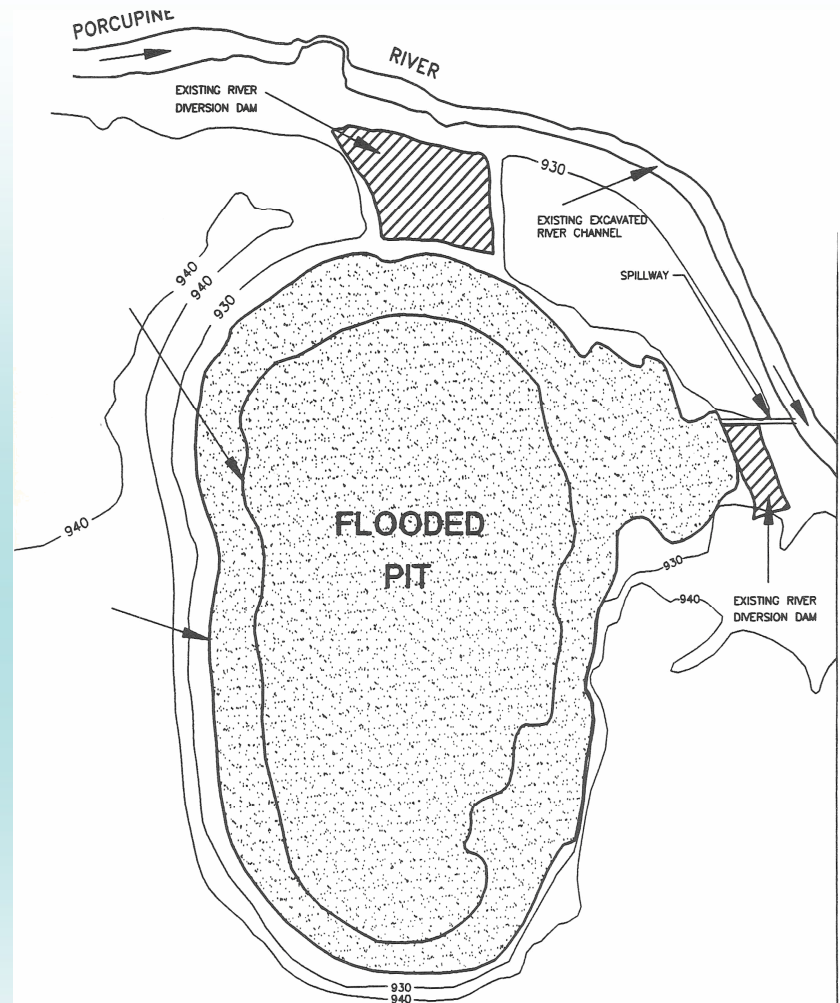 PORCUPINE
RIVER
EXISTING RIVER
DIVERSION DAM
930
EXISTING EXCAVATED
RIVER CHANNEL
SPILLWAY
940
940
930
940
FLOODED
PIT
930
940
EXISTING RIVER
DIVERSION DAM
930
940